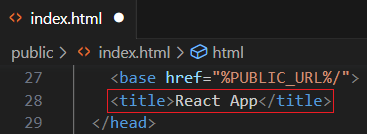 index.html
public > index.html > html
27 <base href="%PUBLIC_URL%/">
28 <title>React App</title>
29 </head>